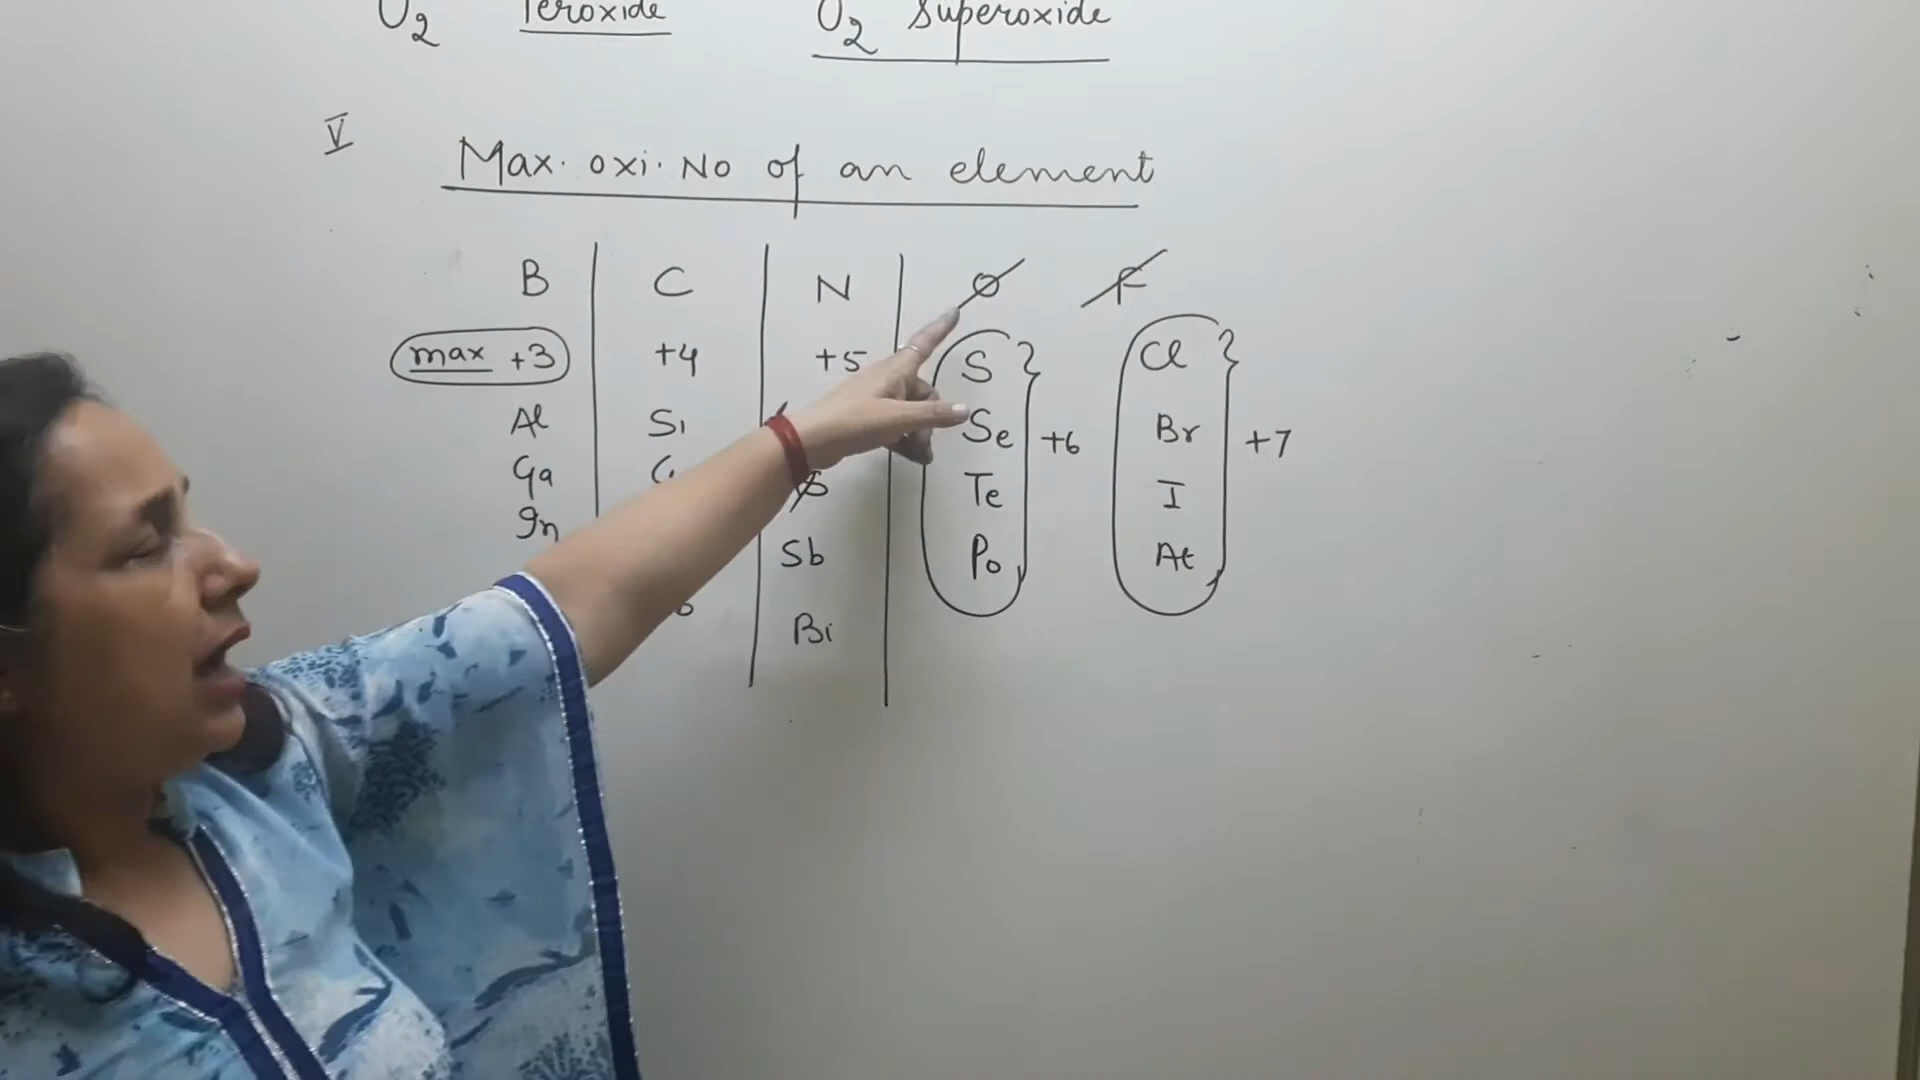 O2 Peroxide O2 Superoxide
V
Max. oxi. No of an element
B C N O F
max +3 +4 +5 S Cl
Al Si Se +6 Br +7
Ga Te I
In Sb Po At
Bi